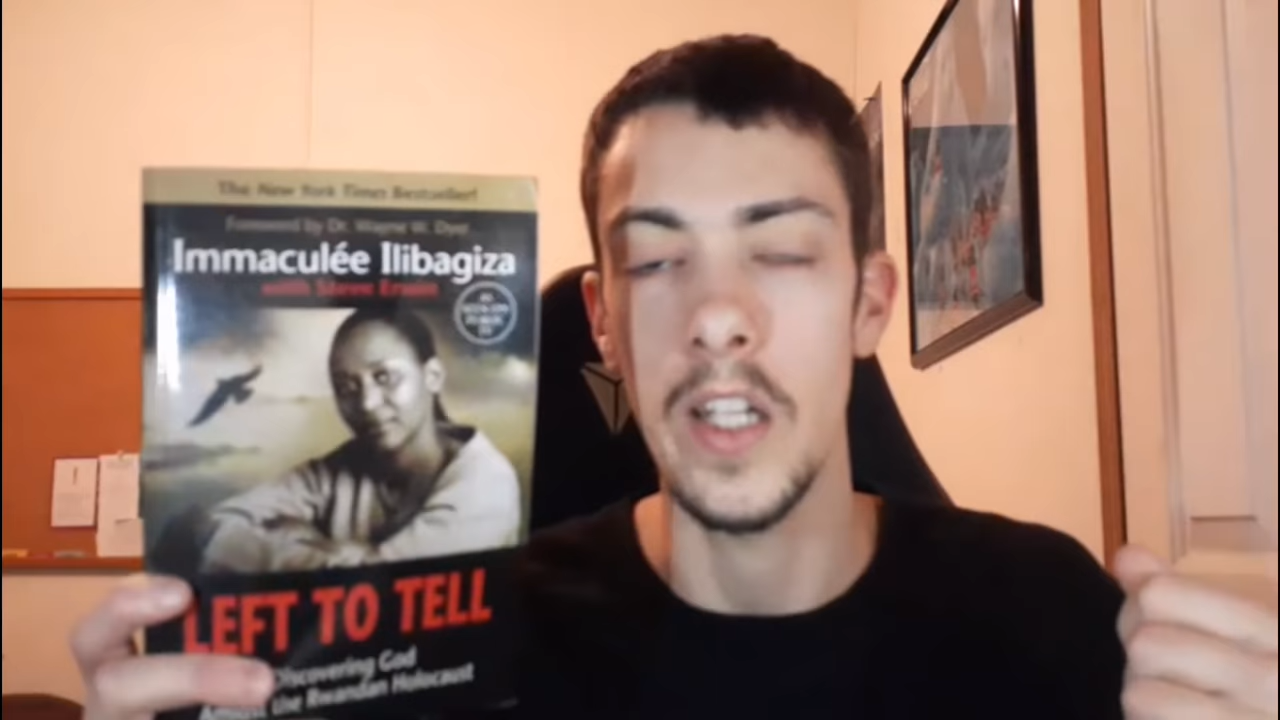 The New York Times Bestseller!
Foreword by Dr. Wayne W. Dyer
Immaculée Ilibagiza
with Steve Erwin
LEFT TO TELL
Discovering God
Amidst the Rwandan Holocaust